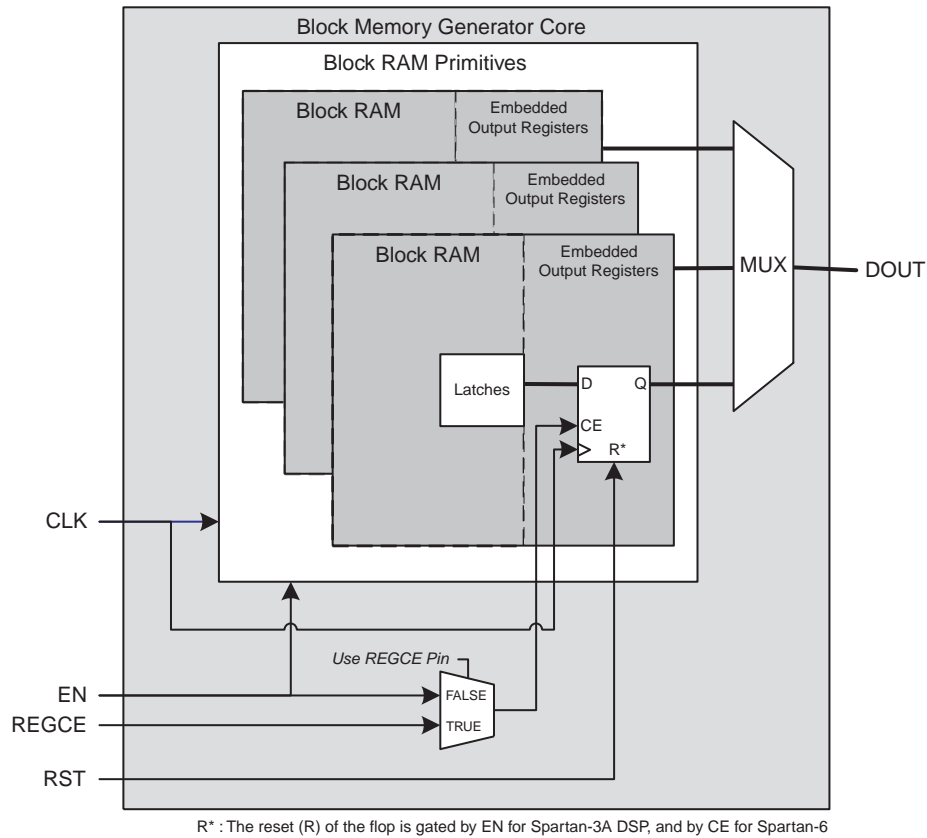 Block Memory Generator Core
Block RAM Primitives
Block RAM
Embedded
Output Registers
Block RAM
Embedded
Output Registers
Block RAM
Embedded
Output Registers
MUX
DOUT
Latches
D
Q
CE
R*
CLK
Use REGCE Pin
EN
FALSE
REGCE
TRUE
RST
R* : The reset (R) of the flop is gated by EN for Spartan-3A DSP, and by CE for Spartan-6